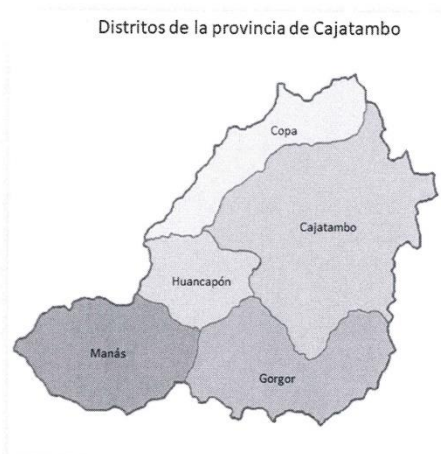 Distritos de la provincia de Cajatambo
Copa
Cajatambo
Huancapón
Manás
Gorgor